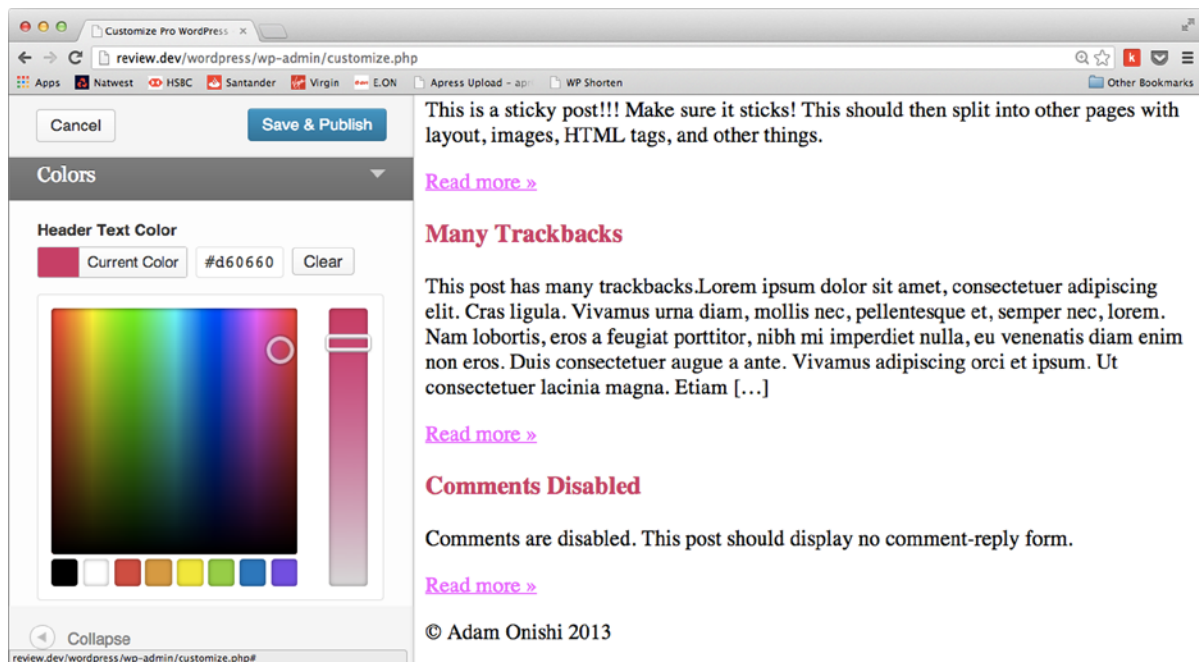 Customize Pro WordPress
review.dev/wordpress/wp-admin/customize.php
Apps Natwest HSBC Santander Virgin E.ON Apress Upload - apr WP Shorten Other Bookmarks
Cancel Save & Publish
Colors
Header Text Color
Current Color #d60660 Clear
Collapse
review.dev/wordpress/wp-admin/customize.php#
This is a sticky post!!! Make sure it sticks! This should then split into other pages with
layout, images, HTML tags, and other things.
Read more »
Many Trackbacks
This post has many trackbacks.Lorem ipsum dolor sit amet, consectetuer adipiscing
elit. Cras ligula. Vivamus urna diam, mollis nec, pellentesque et, semper nec, lorem.
Nam lobortis, eros a feugiat porttitor, nibh mi imperdiet nulla, eu venenatis diam enim
non eros. Duis consectetuer augue a ante. Vivamus adipiscing orci et ipsum. Ut
consectetuer lacinia magna. Etiam […]
Read more »
Comments Disabled
Comments are disabled. This post should display no comment-reply form.
Read more »
© Adam Onishi 2013